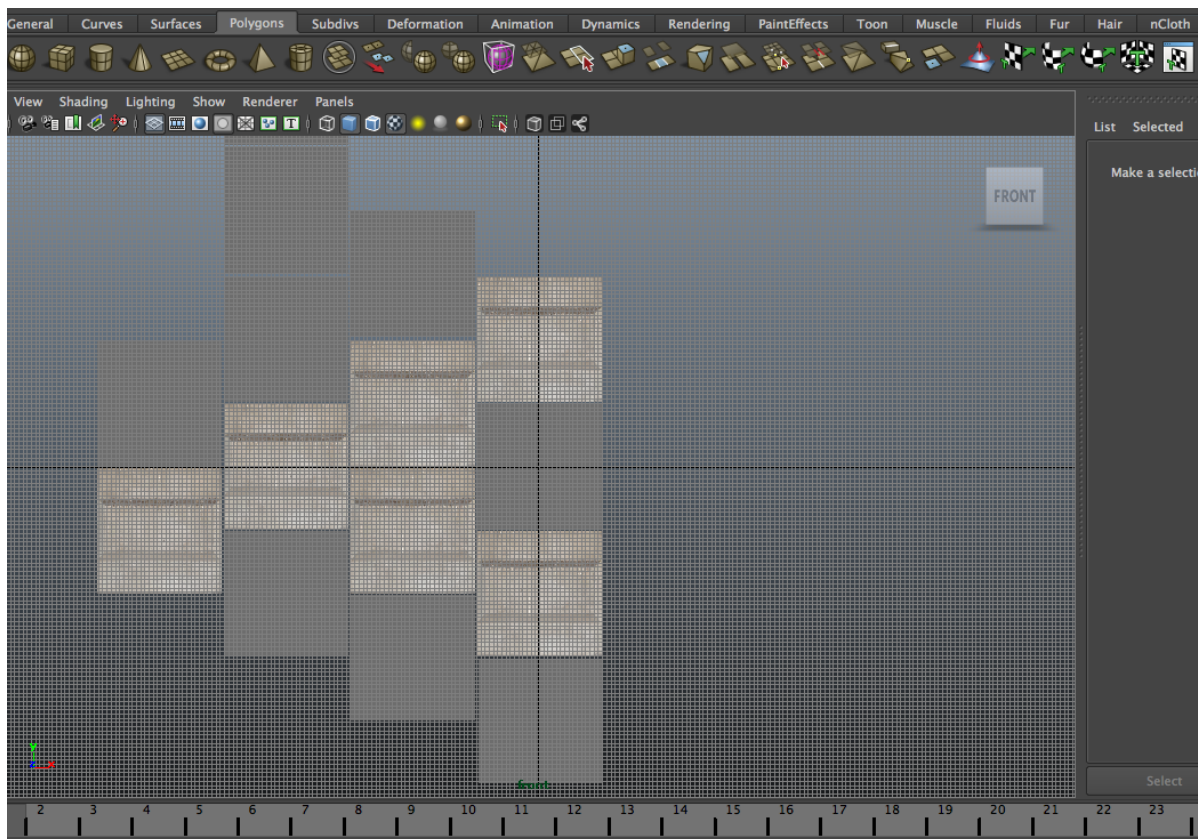 General Curves Surfaces Polygons Subdivs Deformation Animation Dynamics Rendering PaintEffects Toon Muscle Fluids Fur Hair nCloth
View Shading Lighting Show Renderer Panels
List Selected
Make a selecti
FRONT
y
z x
front
Select
2 3 4 5 6 7 8 9 10 11 12 13 14 15 16 17 18 19 20 21 22 23